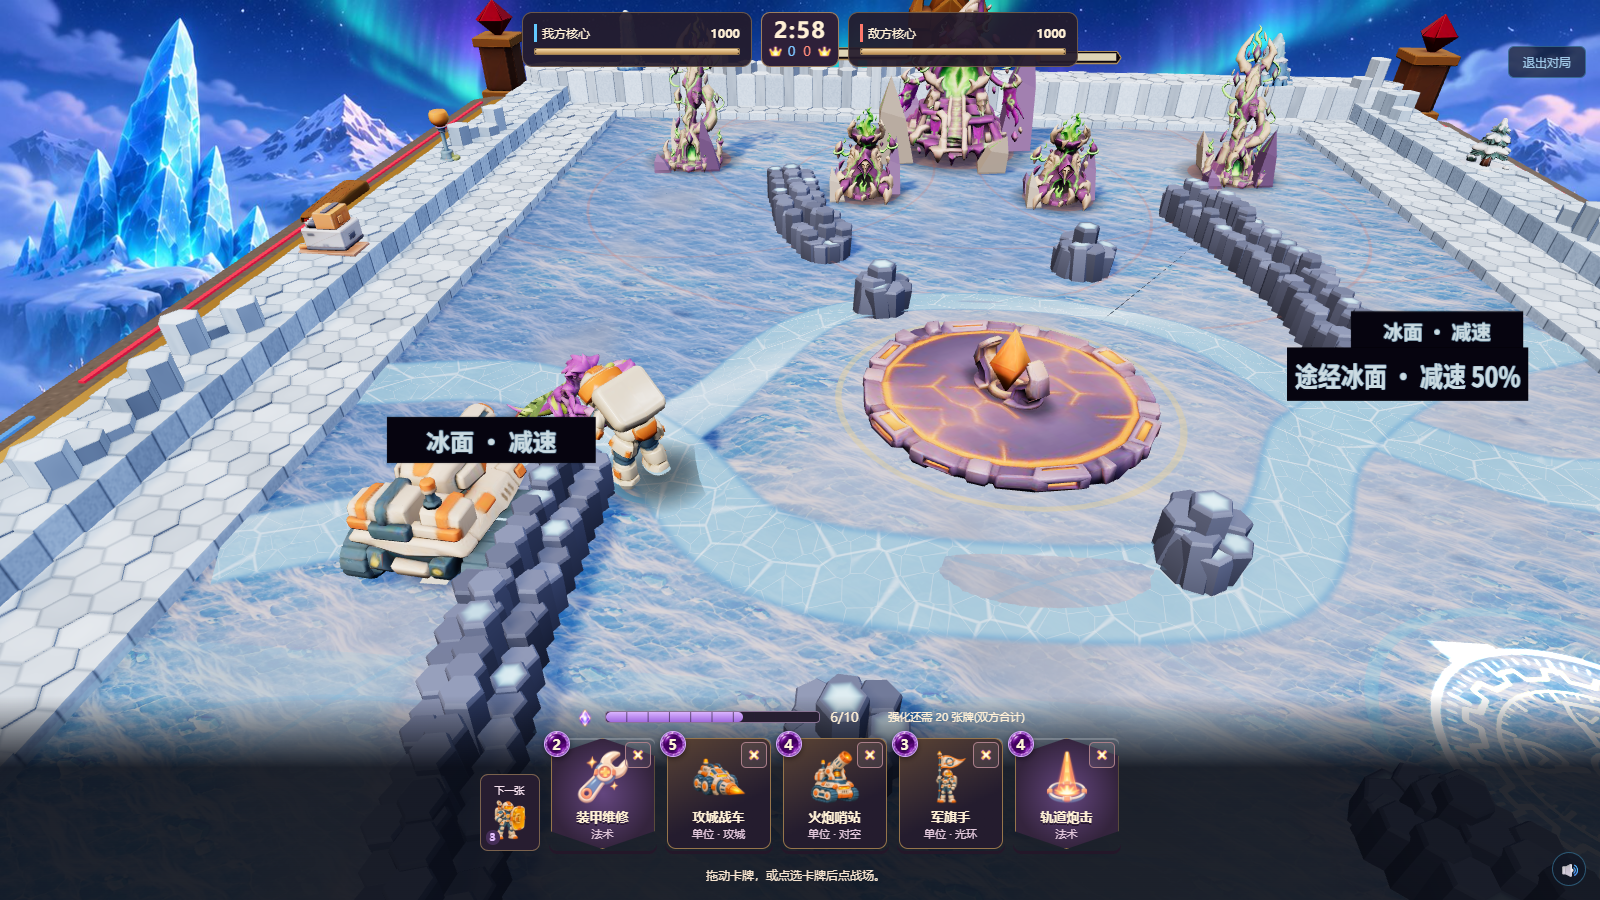 我方核心 1000
2:58
0 0
敌方核心 1000
退出对局
冰面 · 减速
途经冰面 · 减速 50%
冰面 · 减速
6/10
强化还需 20 张牌(双方合计)
下一张
3
2
装甲维修
法术
5
攻城战车
单位 · 攻城
4
火炮哨站
单位 · 对空
3
军旗手
单位 · 光环
4
轨道炮击
法术
拖动卡牌，或点选卡牌后点战场。